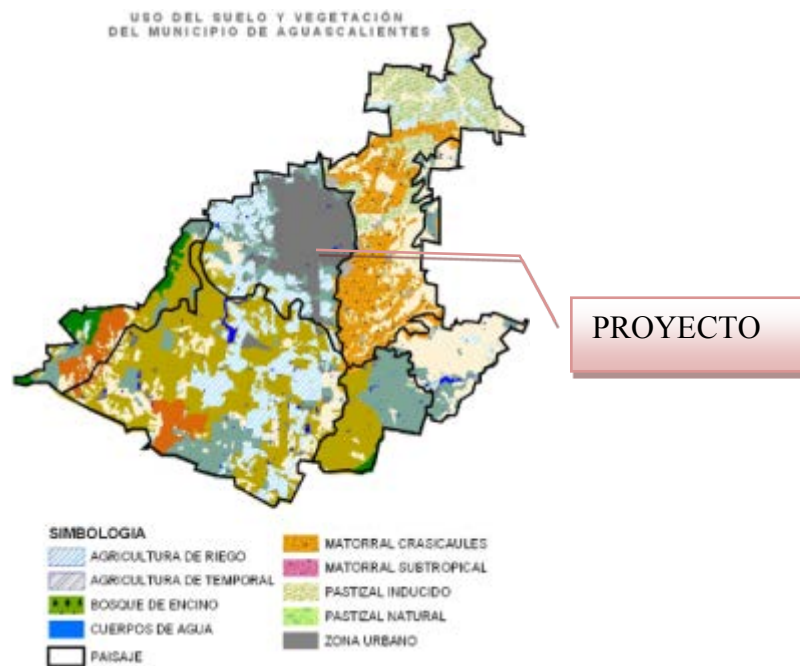 USO DEL SUELO Y VEGETACIÓN
DEL MUNICIPIO DE AGUASCALIENTES
PROYECTO
SIMBOLOGIA
AGRICULTURA DE RIEGO
AGRICULTURA DE TEMPORAL
BOSQUE DE ENCINO
CUERPOS DE AGUA
PAISAJE
MATORRAL CRASICAULES
MATORRAL SUBTROPICAL
PASTIZAL INDUCIDO
PASTIZAL NATURAL
ZONA URBANO